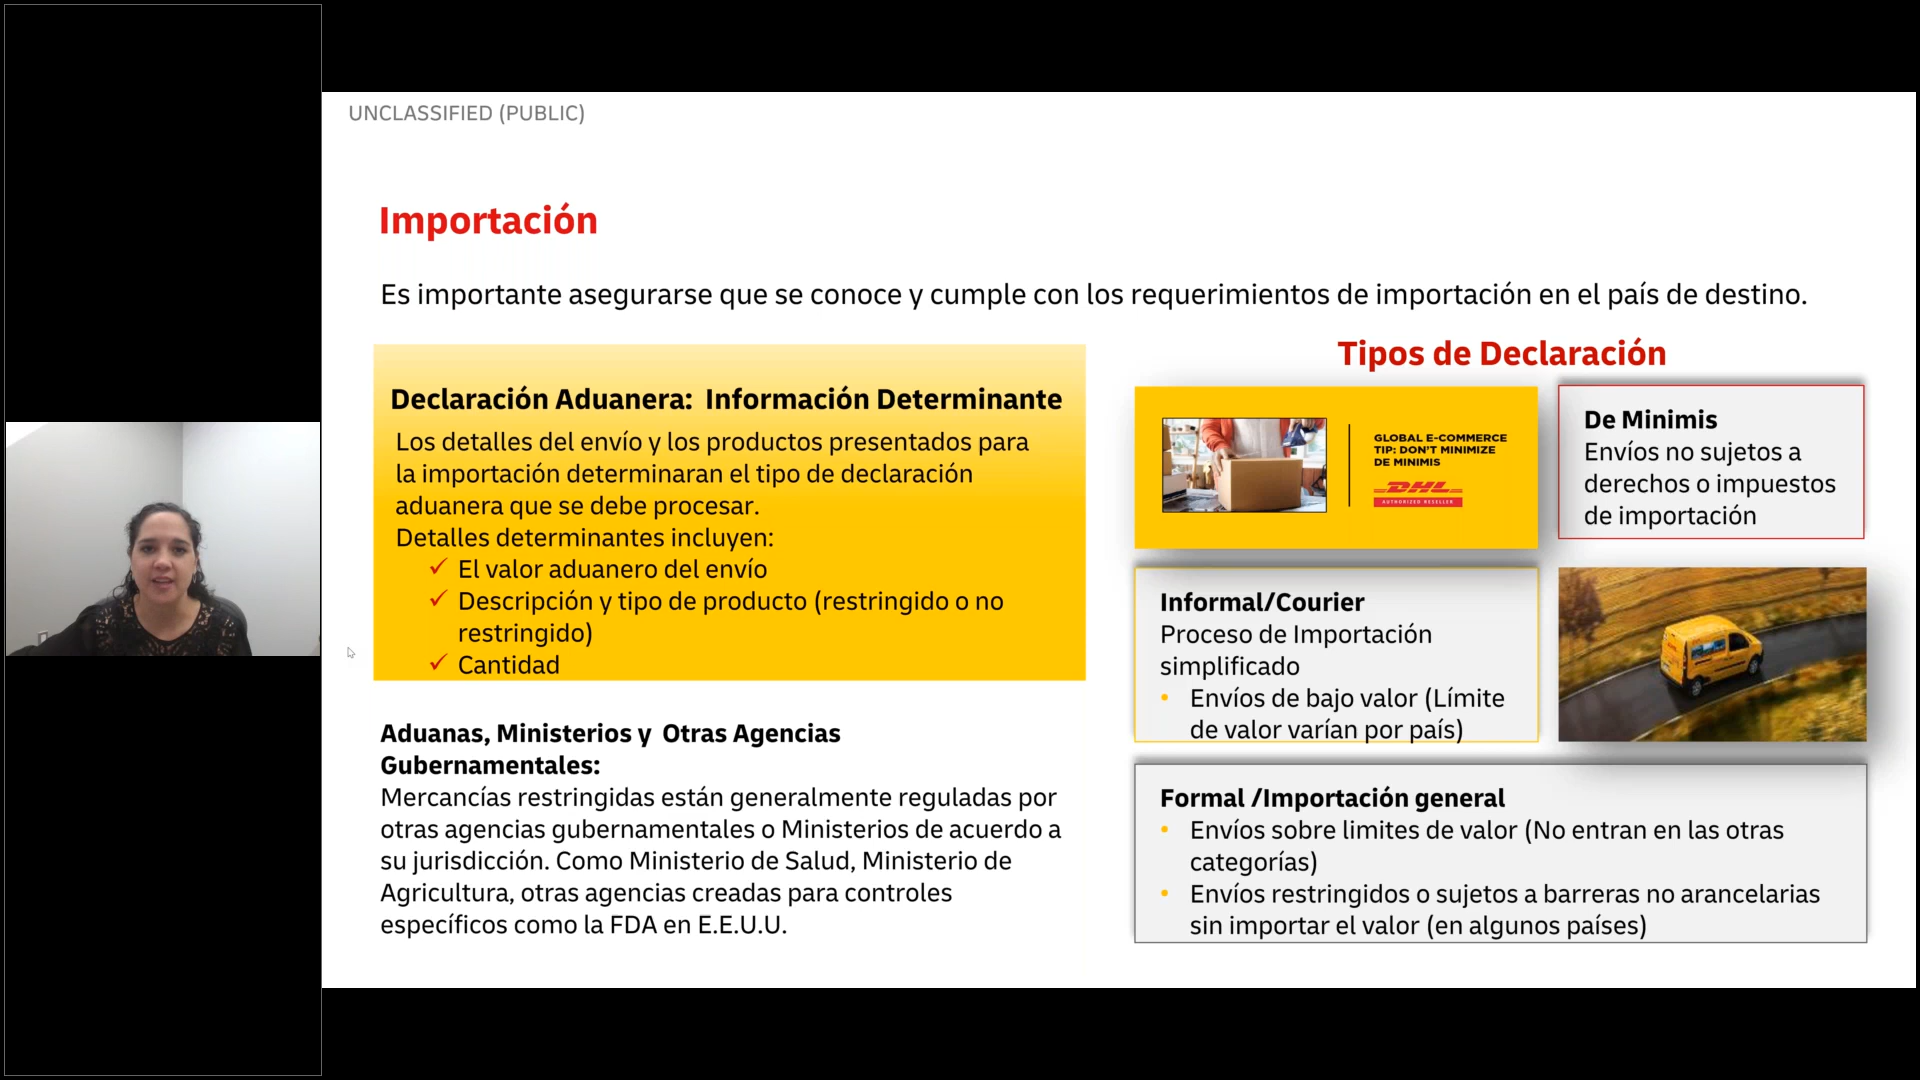 UNCLASSIFIED (PUBLIC)
Importación
Es importante asegurarse que se conoce y cumple con los requerimientos de importación en el país de destino.
Declaración Aduanera:  Información Determinante
Los detalles del envío y los productos presentados para
la importación determinaran el tipo de declaración
aduanera que se debe procesar.
Detalles determinantes incluyen:
✓ El valor aduanero del envío
✓ Descripción y tipo de producto (restringido o no
restringido)
✓ Cantidad
Aduanas, Ministerios y  Otras Agencias
Gubernamentales:
Mercancías restringidas están generalmente reguladas por
otras agencias gubernamentales o Ministerios de acuerdo a
su jurisdicción. Como Ministerio de Salud, Ministerio de
Agricultura, otras agencias creadas para controles
específicos como la FDA en E.E.U.U.
Tipos de Declaración
GLOBAL E-COMMERCE
TIP: DON'T MINIMIZE
DE MINIMIS
DHL
AUTHORIZED RESELLER
De Minimis
Envíos no sujetos a
derechos o impuestos
de importación
Informal/Courier
Proceso de Importación
simplificado
• Envíos de bajo valor (Límite
de valor varían por país)
Formal /Importación general
• Envíos sobre limites de valor (No entran en las otras
categorías)
• Envíos restringidos o sujetos a barreras no arancelarias
sin importar el valor (en algunos países)